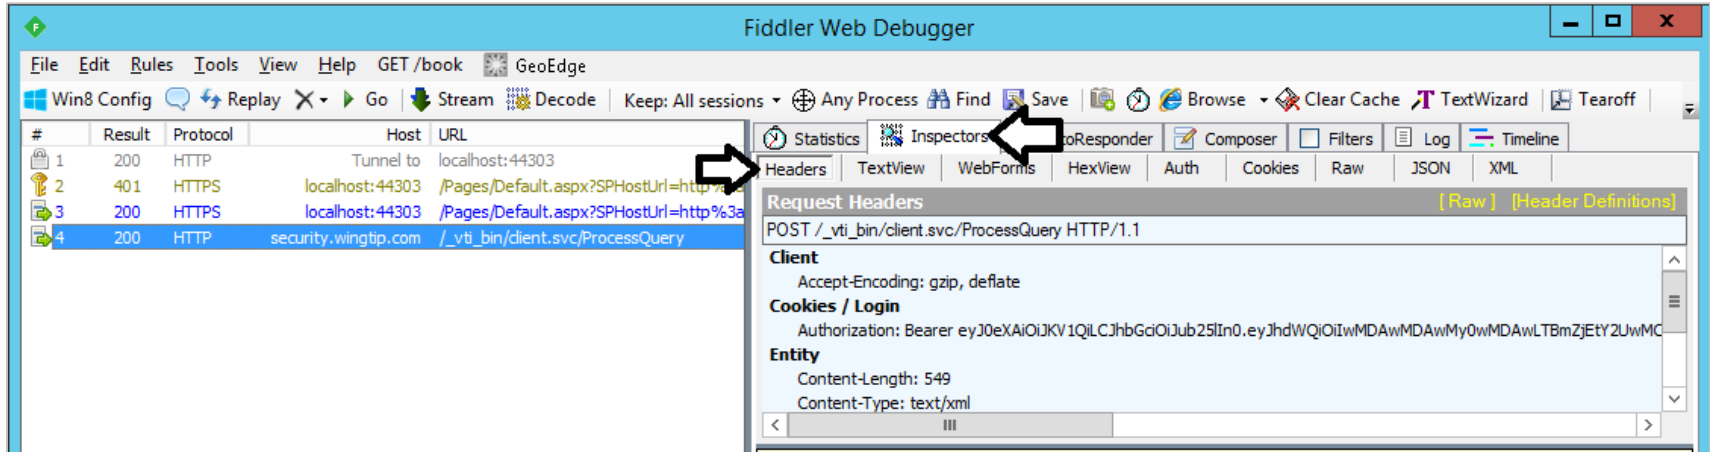 Fiddler Web Debugger
File Edit Rules Tools View Help GET /book GeoEdge
Win8 Config Replay Go Stream Decode Keep: All sessions Any Process Find Save Browse Clear Cache TextWizard Tearoff
# Result Protocol Host URL
1 200 HTTP Tunnel to localhost:44303
2 401 HTTPS localhost:44303 /Pages/Default.aspx?SPHostUrl=http%3a
3 200 HTTPS localhost:44303 /Pages/Default.aspx?SPHostUrl=http%3a
4 200 HTTP security.wingtip.com /_vti_bin/client.svc/ProcessQuery
Statistics Inspectors toResponder Composer Filters Log Timeline
Headers TextView WebForms HexView Auth Cookies Raw JSON XML
Request Headers [ Raw ] [Header Definitions]
POST /_vti_bin/client.svc/ProcessQuery HTTP/1.1
Client
Accept-Encoding: gzip, deflate
Cookies / Login
Authorization: Bearer eyJ0eXAiOiJKV1QiLCJhbGciOiJub25lIn0.eyJhdWQiOiIwMDAwMDAwMy0wMDAwLTBmZjEtY2UwMC
Entity
Content-Length: 549
Content-Type: text/xml